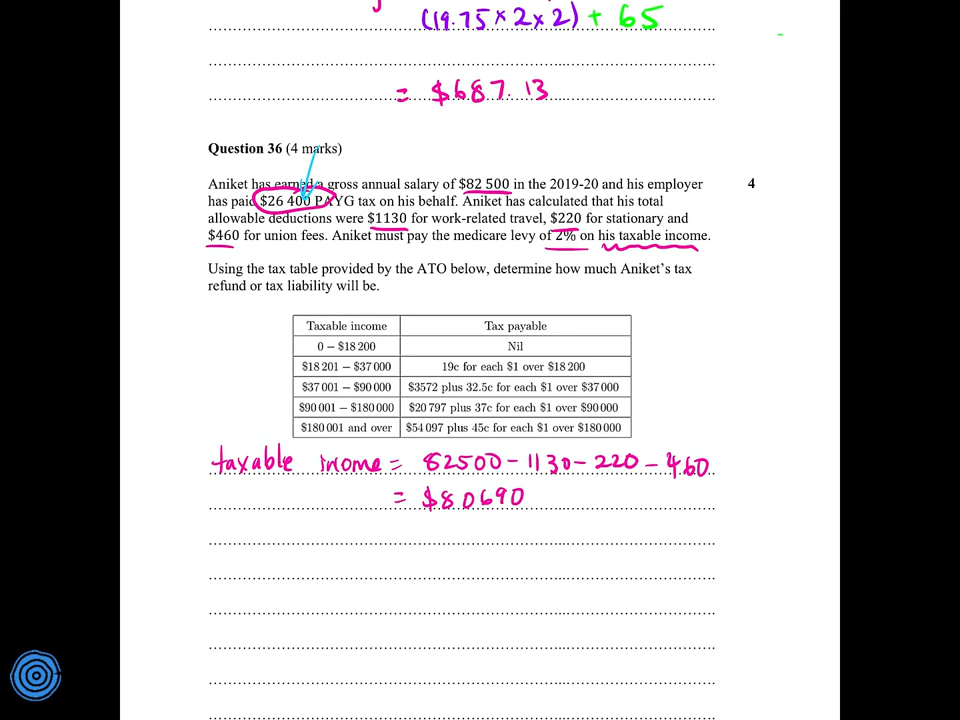 (19.75 × 2 × 2) + 65
= $687.13
Question 36 (4 marks)
Aniket has earned a gross annual salary of $82 500 in the 2019-20 and his employer 4
has paid $26 400 PAYG tax on his behalf. Aniket has calculated that his total
allowable deductions were $1130 for work-related travel, $220 for stationary and
$460 for union fees. Aniket must pay the medicare levy of 2% on his taxable income.
Using the tax table provided by the ATO below, determine how much Aniket's tax
refund or tax liability will be.
Taxable income Tax payable
0 – $18 200 Nil
$18 201 – $37 000 19c for each $1 over $18 200
$37 001 – $90 000 $3572 plus 32.5c for each $1 over $37 000
$90 001 – $180 000 $20 797 plus 37c for each $1 over $90 000
$180 001 and over $54 097 plus 45c for each $1 over $180 000
taxable income = 82500 - 1130 - 220 - 460
= $80690